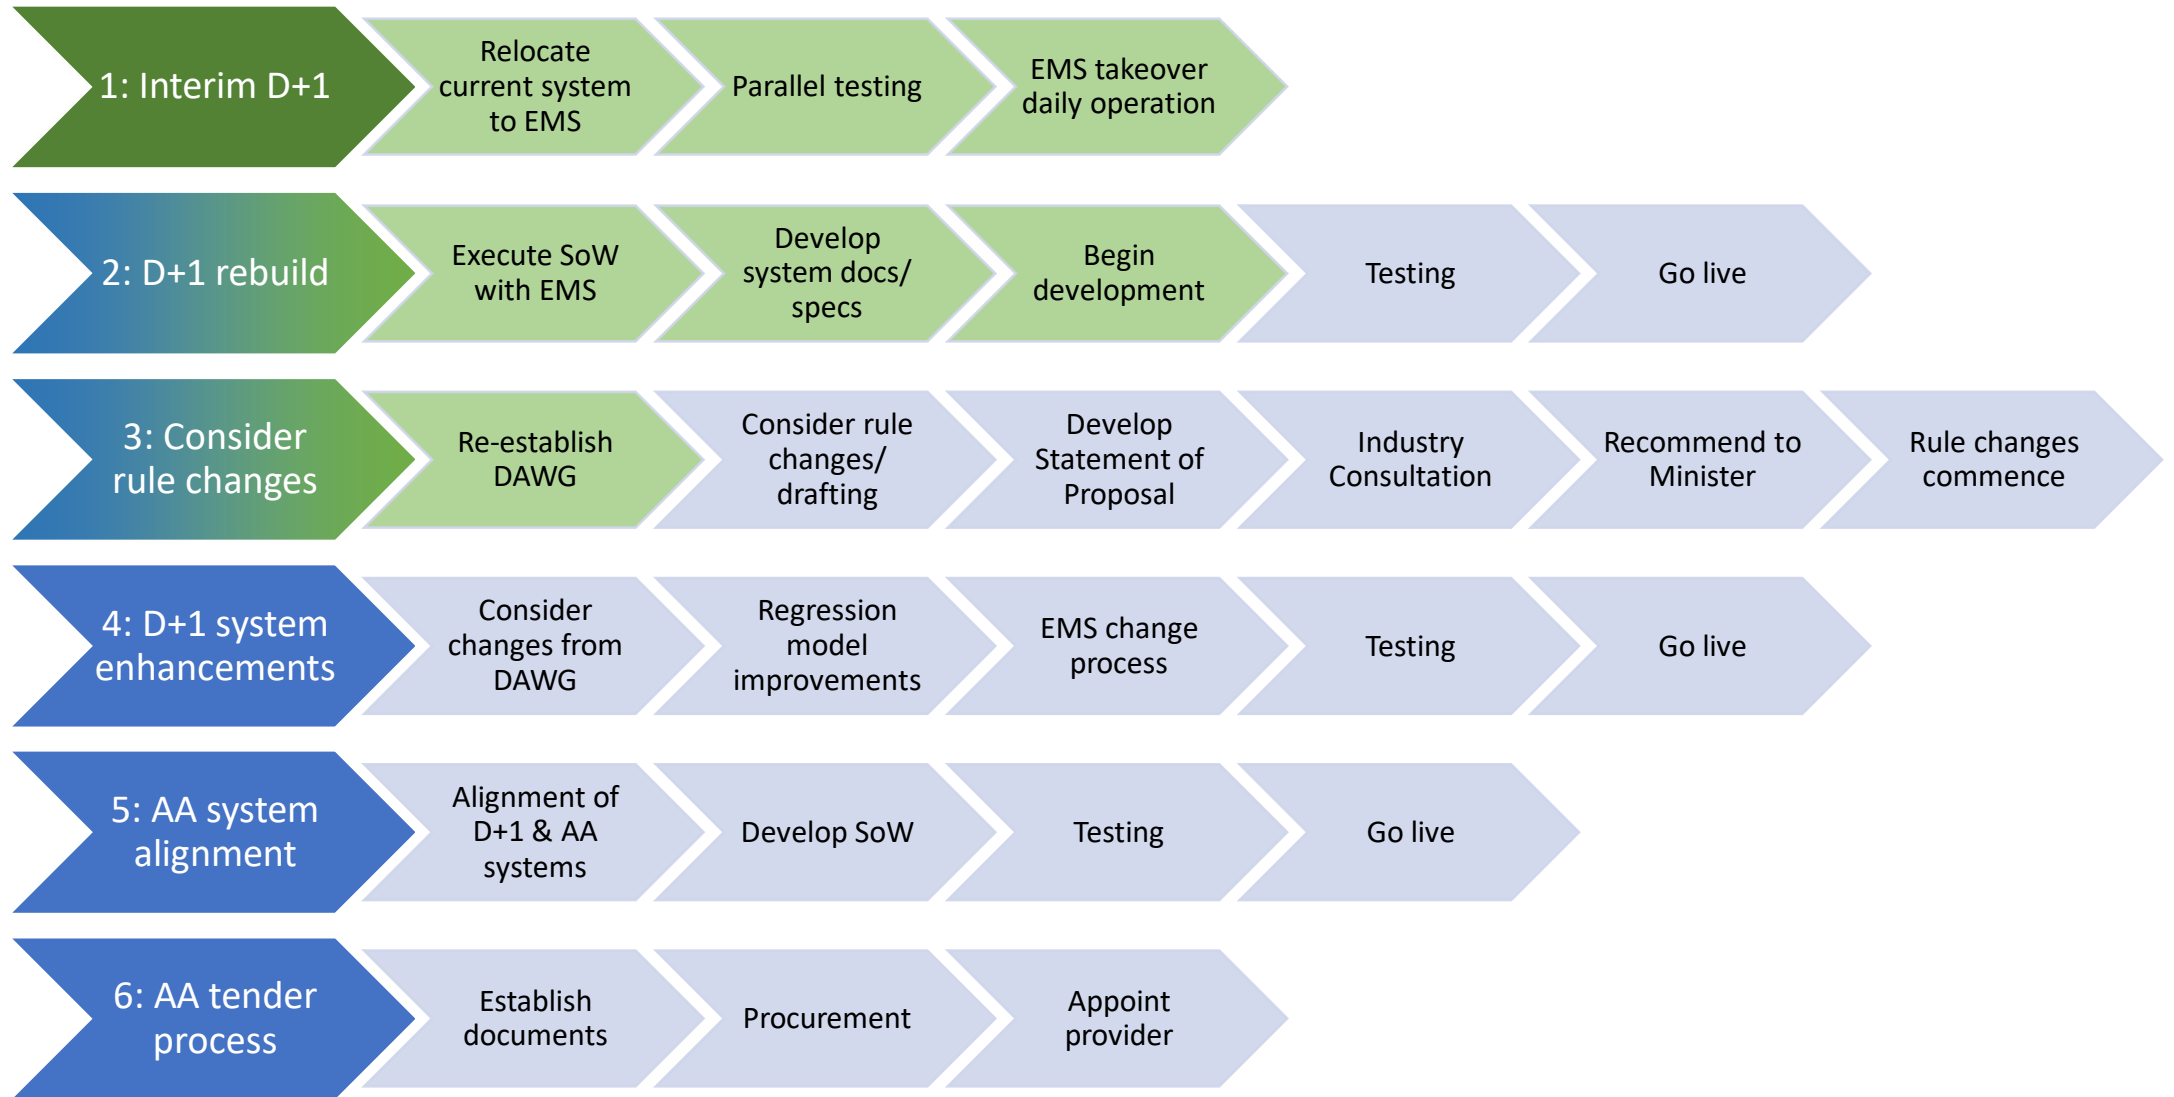 1: Interim D+1
Relocate
current system
to EMS
Parallel testing
EMS takeover
daily operation
2: D+1 rebuild
Execute SoW
with EMS
Develop
system docs/
specs
Begin
development
Testing
Go live
3: Consider
rule changes
Re-establish
DAWG
Consider rule
changes/
drafting
Develop
Statement of
Proposal
Industry
Consultation
Recommend to
Minister
Rule changes
commence
4: D+1 system
enhancements
Consider
changes from
DAWG
Regression
model
improvements
EMS change
process
Testing
Go live
5: AA system
alignment
Alignment of
D+1 & AA
systems
Develop SoW
Testing
Go live
6: AA tender
process
Establish
documents
Procurement
Appoint
provider